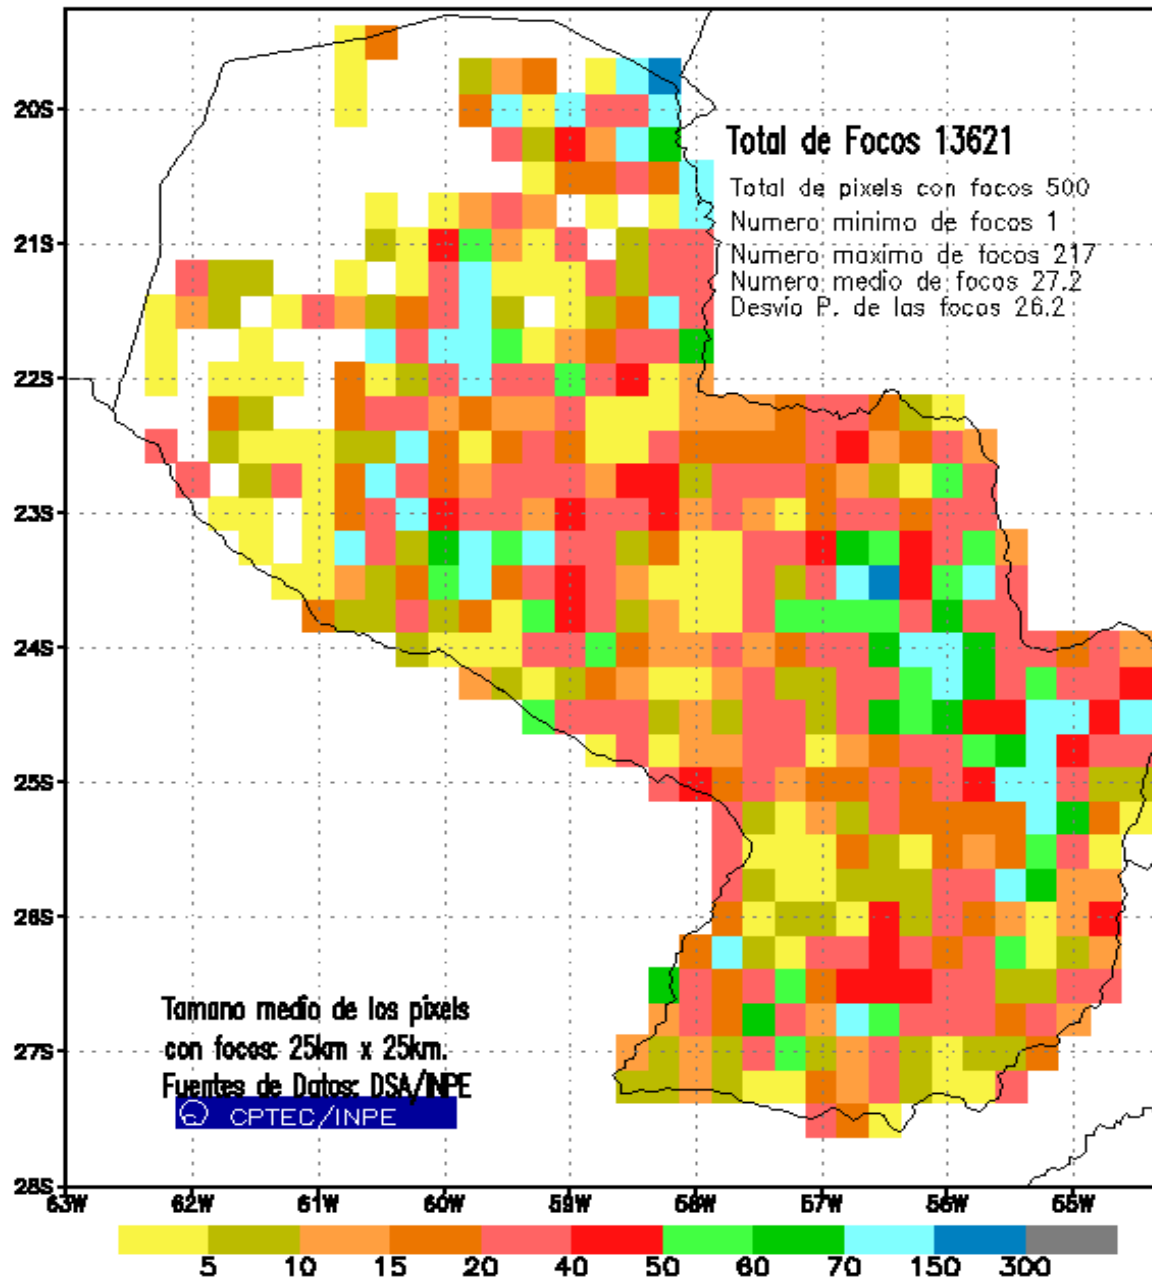 20S
Total de Focos 13621
Total de pixels con focos 500
Numero minimo de focos 1
21S
Numero maximo de focos 217
Numero medio de focos 27.2
Desvío P. de las focos 26.2
22S
23S
24S
25S
26S
Tamano medio de los pixels
con focos: 25km x 25km.
27S
Fuentes de Datos: DSA/INPE
CPTEC/INPE
28S
63W 62W 61W 60W 59W 58W 57W 56W 55W
5 10 15 20 40 50 60 70 150 300